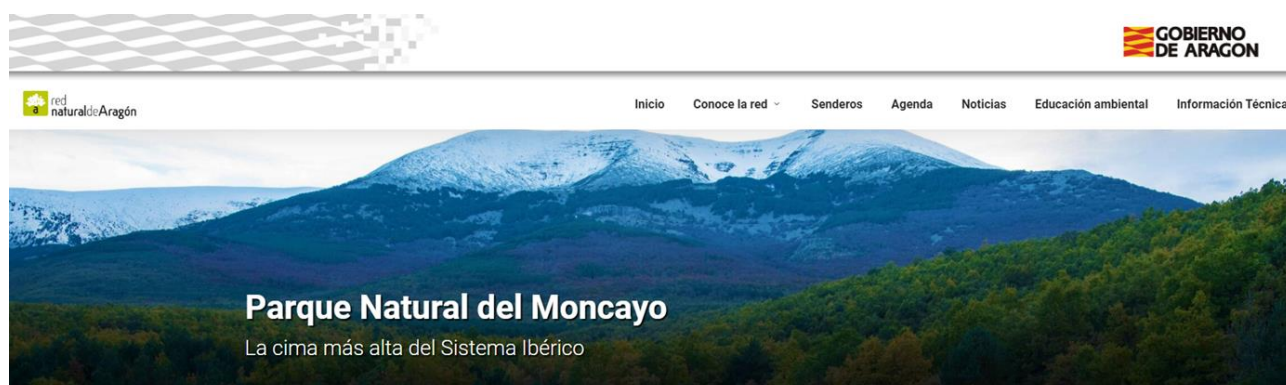 GOBIERNO
DE ARAGON
red
naturaldeAragón
a
Inicio Conoce la red Senderos Agenda Noticias Educación ambiental Información Técnica
Parque Natural del Moncayo
La cima más alta del Sistema Ibérico